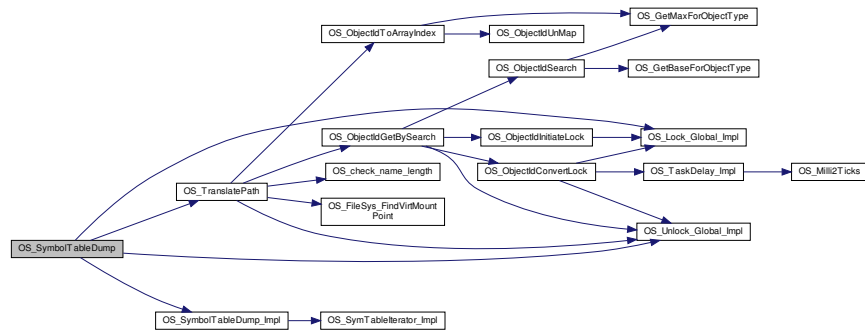 OS_ObjectIdToArrayIndex
OS_GetMaxForObjectType
OS_ObjectIdUnMap
OS_ObjectIdSearch
OS_GetBaseForObjectType
OS_ObjectIdGetBySearch
OS_ObjectIdInitiateLock
OS_Lock_Global_Impl
OS_check_name_length
OS_ObjectIdConvertLock
OS_TaskDelay_Impl
OS_Milli2Ticks
OS_TranslatePath
OS_FileSys_FindVirtMount
Point
OS_Unlock_Global_Impl
OS_SymbolTableDump
OS_SymbolTableDump_Impl
OS_SymTableIterator_Impl